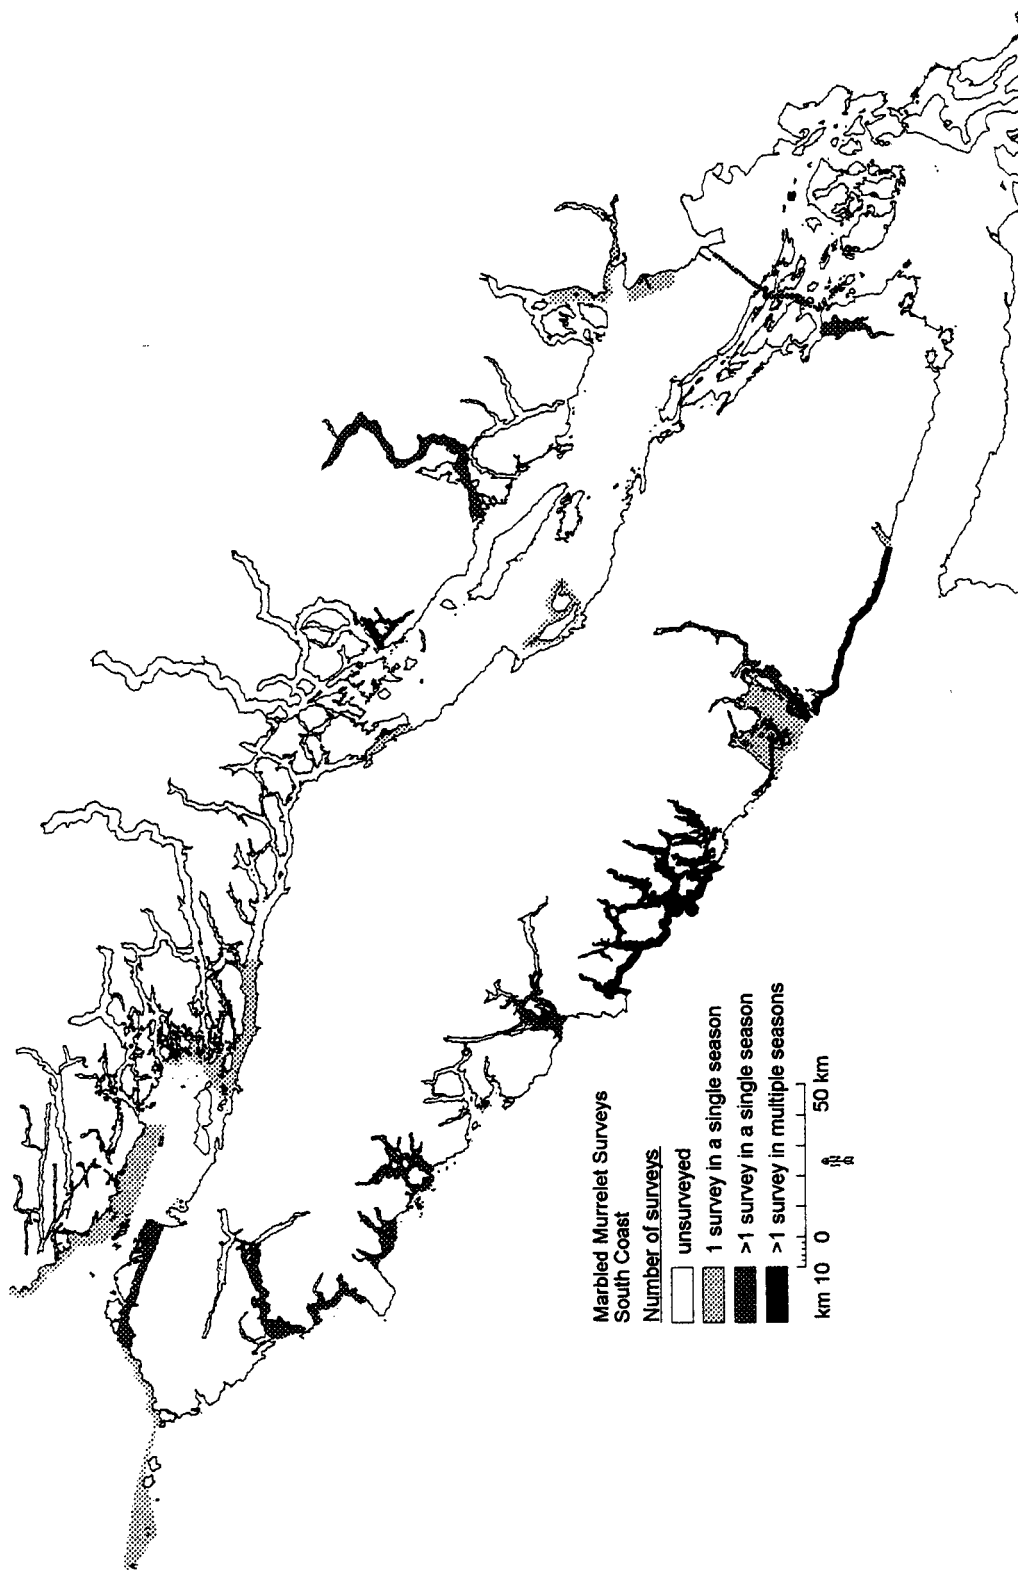 Marbled Murrelet Surveys
South Coast
Number of surveys
unsurveyed
1 survey in a single season
>1 survey in a single season
>1 survey in multiple seasons
km 10 0 50 km